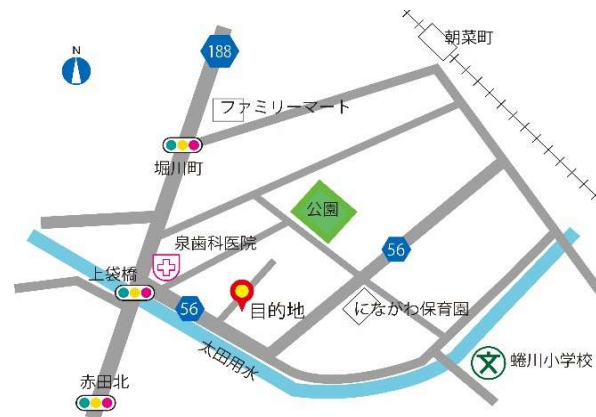 N
188
朝菜町
ファミリーマート
堀川町
公園
泉歯科医院
56
上袋橋
56
目的地
にながわ保育園
太田用水
文
蜷川小学校
赤田北